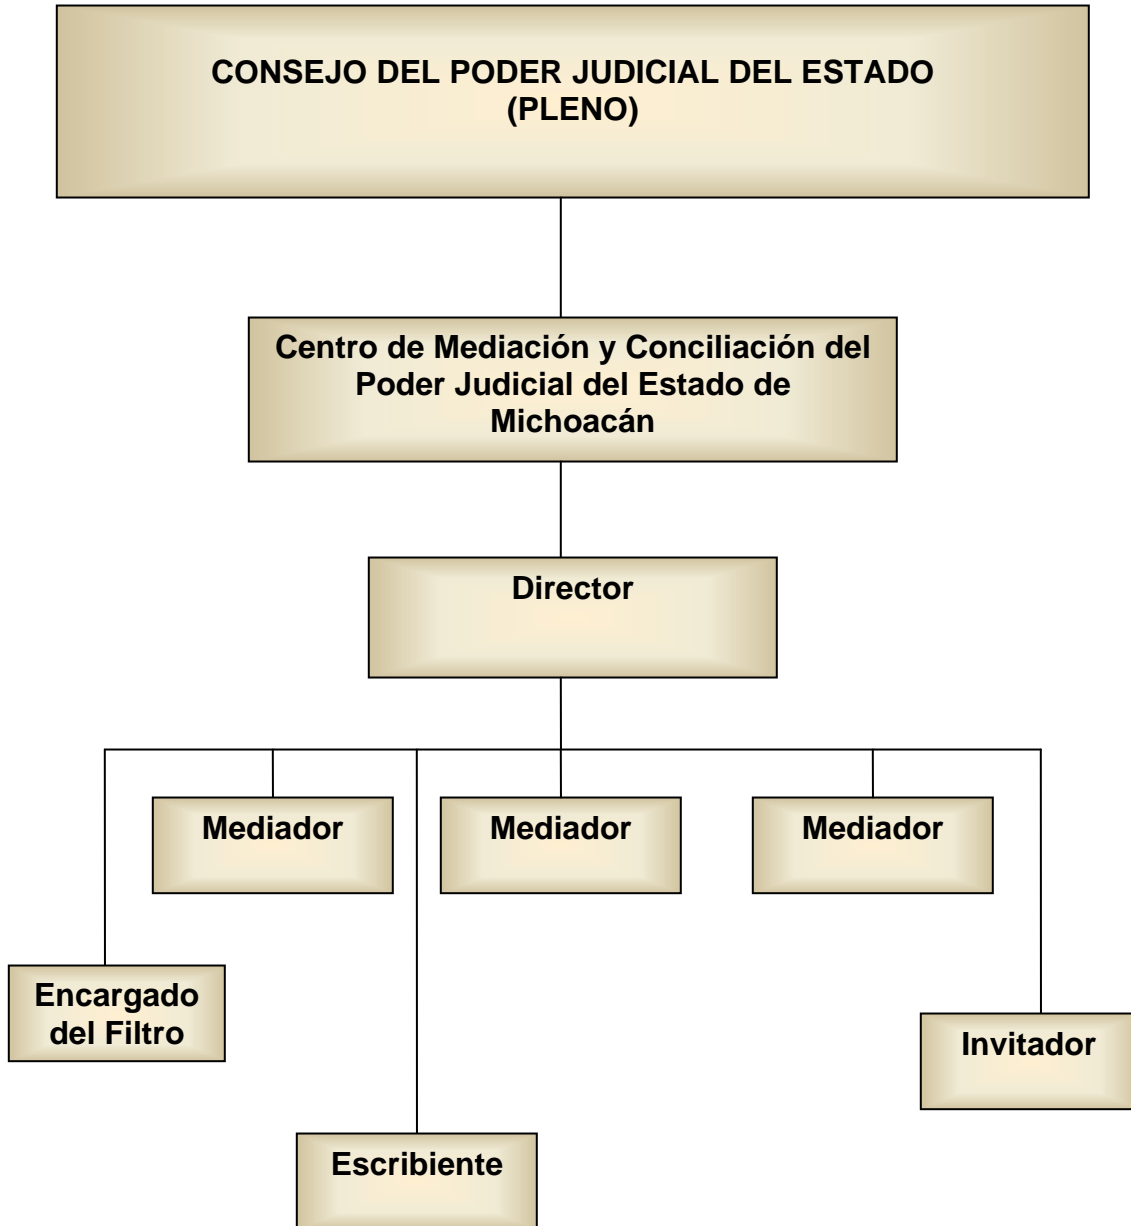 CONSEJO DEL PODER JUDICIAL DEL ESTADO
(PLENO)
Centro de Mediación y Conciliación del
Poder Judicial del Estado de
Michoacán
Director
Mediador
Mediador
Mediador
Encargado
del Filtro
Invitador
Escribiente